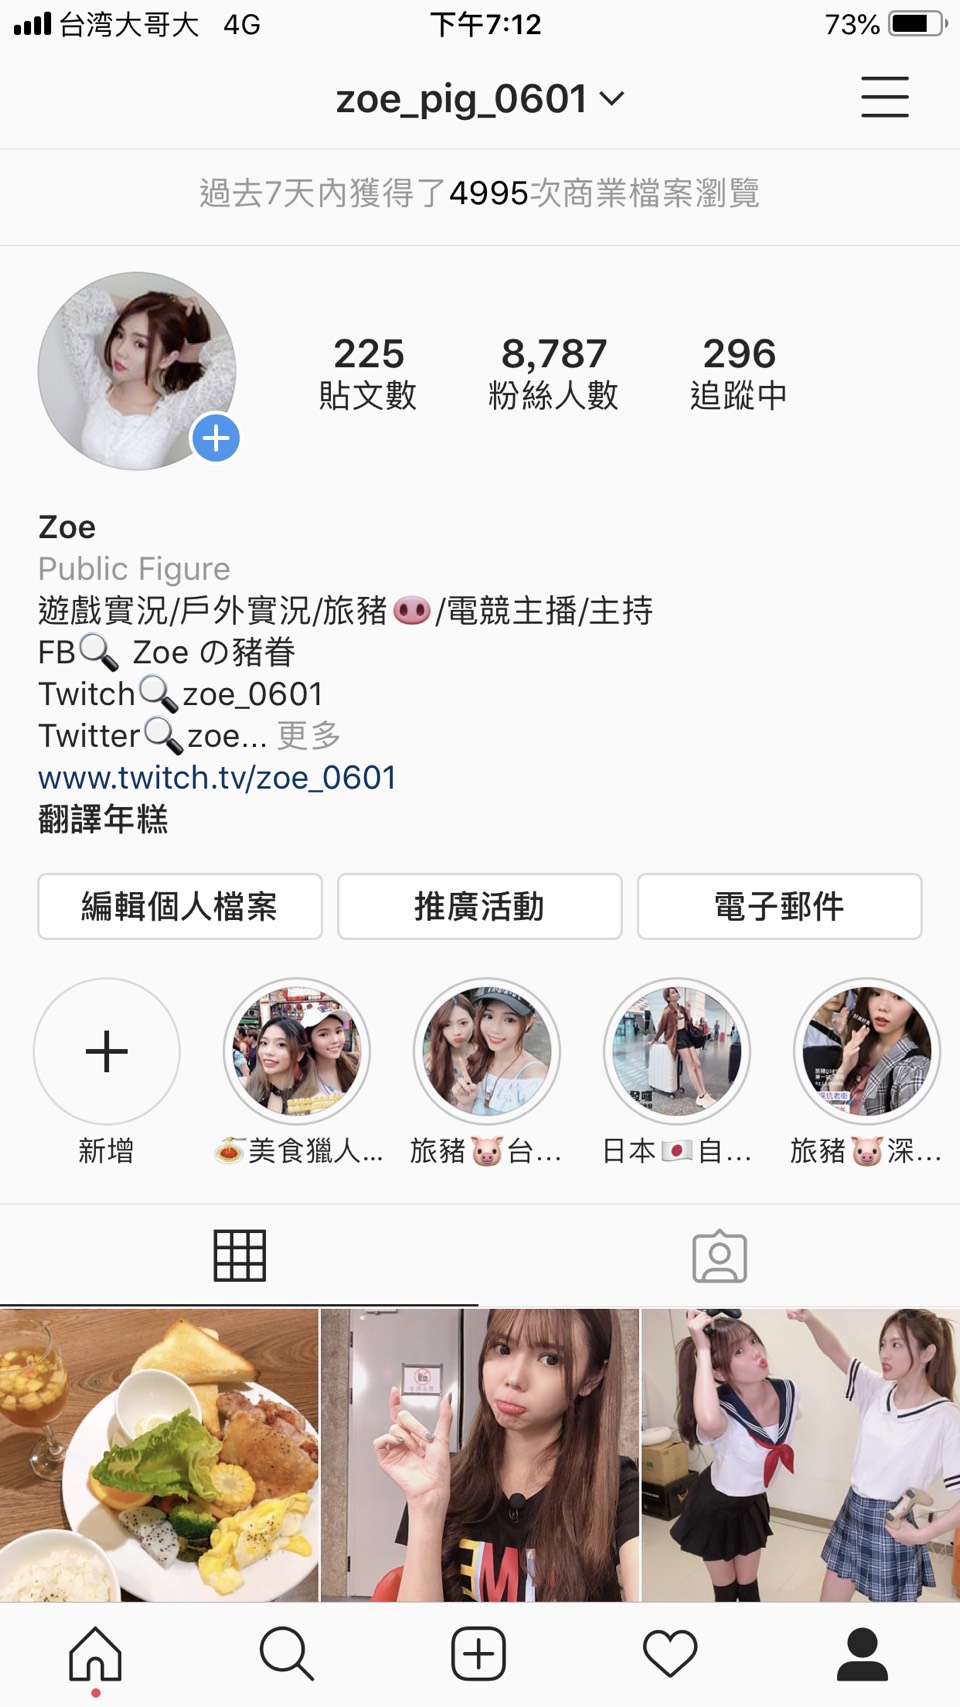 台湾大哥大 4G 下午7:12 73%
zoe_pig_0601
過去7天內獲得了4995次商業檔案瀏覽
225 8,787 296
貼文數 粉絲人數 追蹤中
Zoe
Public Figure
遊戲實況/戶外實況/旅豬🐽/電競主播/主持
FB🔍 Zoe の豬眷
Twitch🔍zoe_0601
Twitter🔍zoe... 更多
www.twitch.tv/zoe_0601
翻譯年糕
編輯個人檔案 推廣活動 電子郵件
新增 🍝美食獵人... 旅豬🐷台... 日本🇯🇵自... 旅豬🐷深...